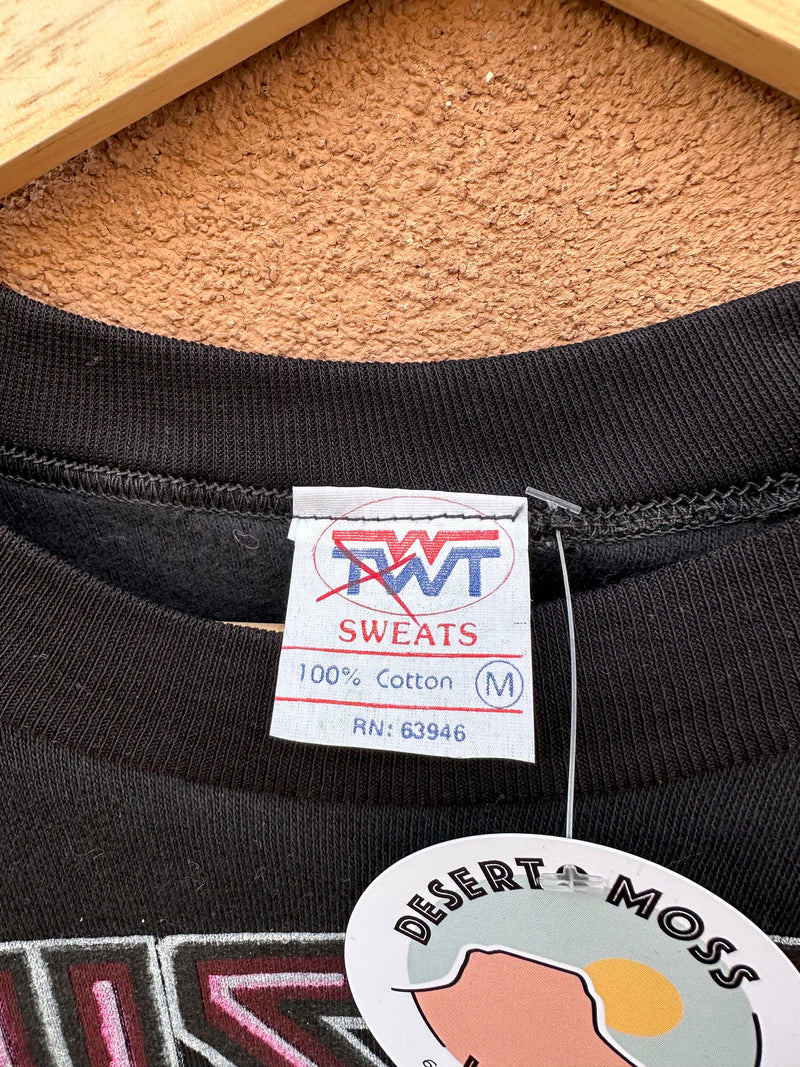 TWT
SWEATS
100% Cotton M
RN: 63946
DESERT MOSS